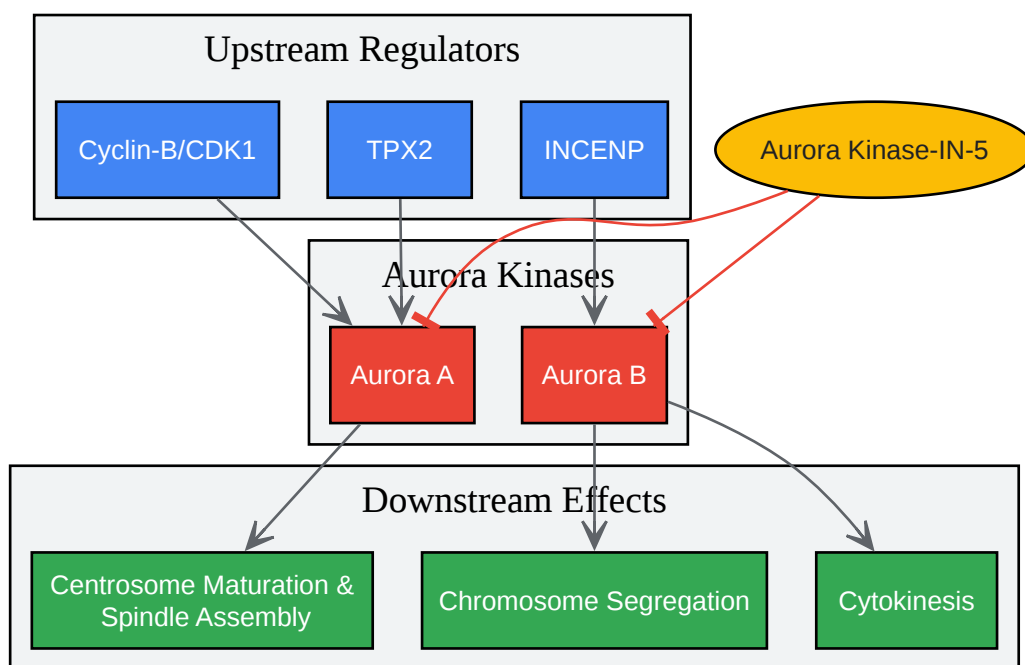 Upstream Regulators
Cyclin-B/CDK1
TPX2
INCENP
Aurora Kinase-IN-5
Aurora Kinases
Aurora A
Aurora B
Downstream Effects
Centrosome Maturation &
Spindle Assembly
Chromosome Segregation
Cytokinesis